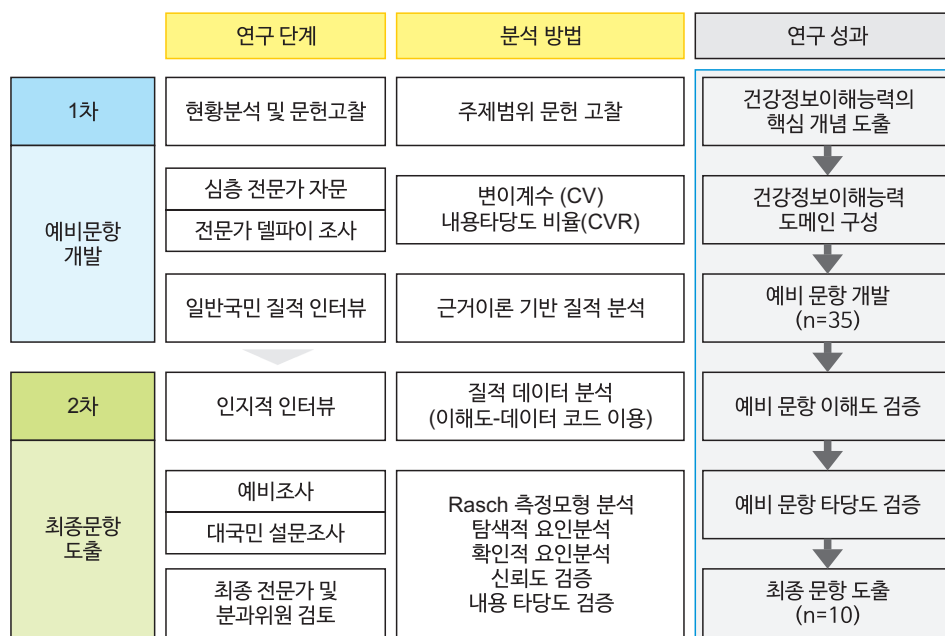 연구 단계
분석 방법
연구 성과
1차
현황분석 및 문헌고찰
주제범위 문헌 고찰
건강정보이해능력의
핵심 개념 도출
예비문항
개발
심층 전문가 자문
전문가 델파이 조사
변이계수 (CV)
내용타당도 비율(CVR)
건강정보이해능력
도메인 구성
일반국민 질적 인터뷰
근거이론 기반 질적 분석
예비 문항 개발
(n=35)
2차
인지적 인터뷰
질적 데이터 분석
(이해도-데이터 코드 이용)
예비 문항 이해도 검증
최종문항
도출
예비조사
대국민 설문조사
최종 전문가 및
분과위원 검토
Rasch 측정모형 분석
탐색적 요인분석
확인적 요인분석
신뢰도 검증
내용 타당도 검증
예비 문항 타당도 검증
최종 문항 도출
(n=10)